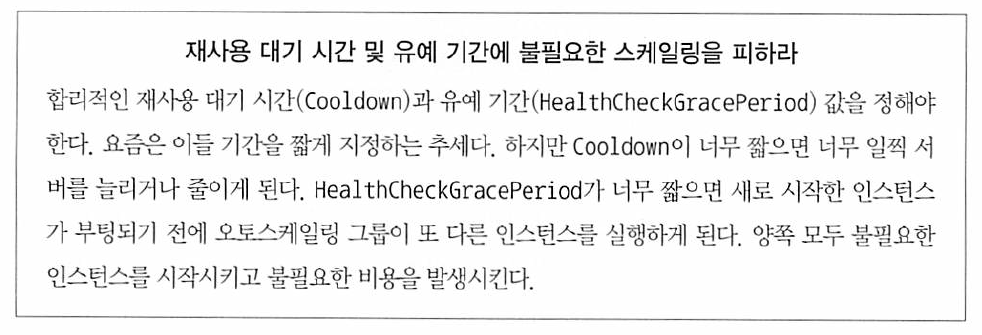 재사용 대기 시간 및 유예 기간에 불필요한 스케일링을 피하라
합리적인 재사용 대기 시간(Cooldown)과 유예 기간(HealthCheckGracePeriod) 값을 정해야
한다. 요즘은 이들 기간을 짧게 지정하는 추세다. 하지만 Cooldown이 너무 짧으면 너무 일찍 서
버를 늘리거나 줄이게 된다. HealthCheckGracePeriod가 너무 짧으면 새로 시작한 인스턴스
가 부팅되기 전에 오토스케일링 그룹이 또 다른 인스턴스를 실행하게 된다. 양쪽 모두 불필요한
인스턴스를 시작시키고 불필요한 비용을 발생시킨다.